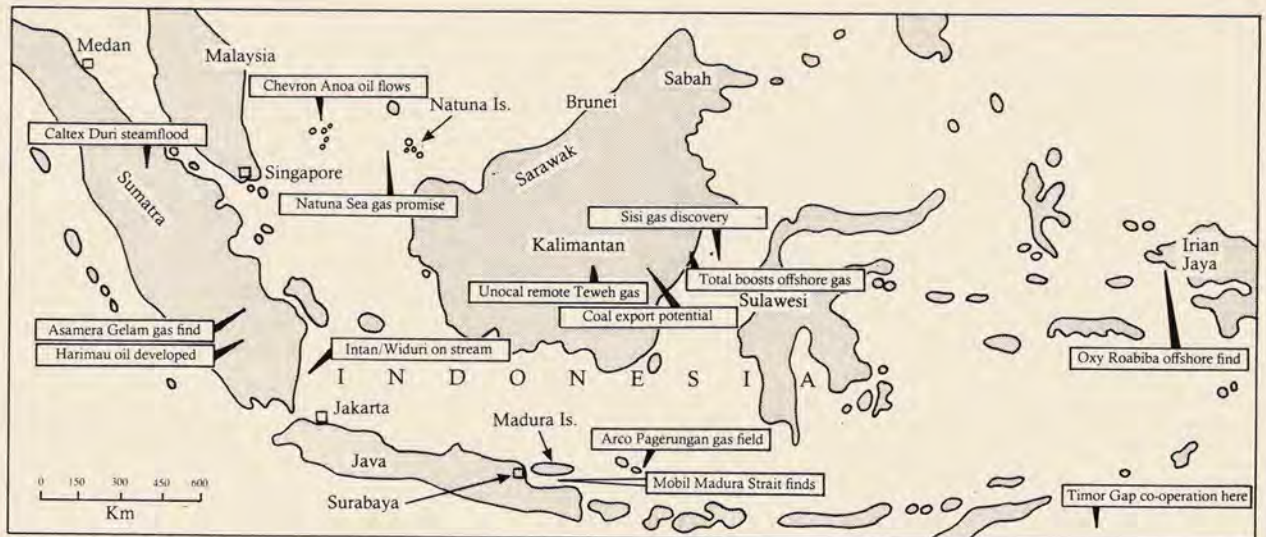 Medan
Malaysia
Chevron Anoa oil flows
Natuna Is.
Sabah
Brunei
Caltex Duri steamflood
Singapore
Sarawak
Sumatra
Natuna Sea gas promise
Sisi gas discovery
Kalimantan
Irian
Jaya
Unocal remote Teweh gas
Total boosts offshore gas
Sulawesi
Coal export potential
Asamera Gelam gas find
Harimau oil developed
Intan/Widuri on stream
Oxy Roabiba offshore find
INDONESIA
Jakarta
Madura Is.
Arco Pagerungan gas field
Java
Mobil Madura Strait finds
Surabaya
Timor Gap co-operation here
0 150 300 450 600
Km